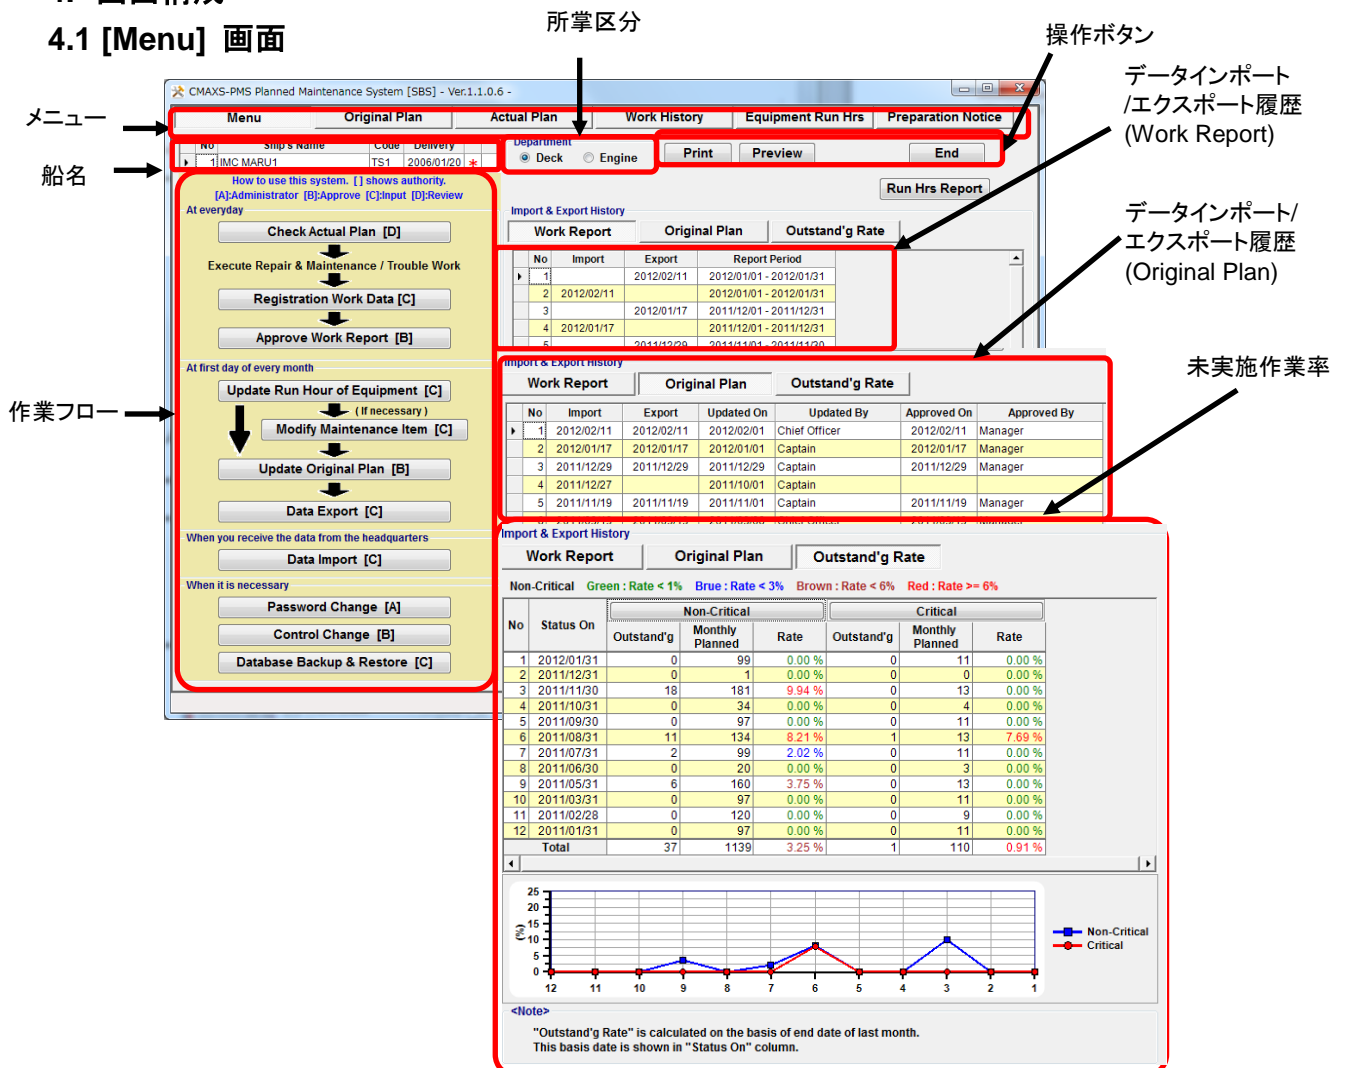 4.1 [Menu] 画面
所掌区分
操作ボタン
データインポート
/エクスポート履歴
(Work Report)
メニュー
船名
データインポート/
エクスポート履歴
(Original Plan)
未実施作業率
作業フロー
CMAXS-PMS Planned Maintenance System [SBS] - Ver.1.1.0.6 -
Menu Original Plan Actual Plan Work History Equipment Run Hrs Preparation Notice
No Ship's Name Code Delivery
1 IMC MARU1 TS1 2006/01/20 *
Department
Deck Engine
Print Preview End
Run Hrs Report
How to use this system. [ ] shows authority.
[A]:Administrator [B]:Approve [C]:Input [D]:Review
At everyday
Check Actual Plan [D]
Execute Repair & Maintenance / Trouble Work
Registration Work Data [C]
Approve Work Report [B]
At first day of every month
Update Run Hour of Equipment [C]
( If necessary )
Modify Maintenance Item [C]
Update Original Plan [B]
Data Export [C]
When you receive the data from the headquarters
Data Import [C]
When it is necessary
Password Change [A]
Control Change [B]
Database Backup & Restore [C]
Import & Export History
Work Report Original Plan Outstand'g Rate
No Import Export Report Period
1 2012/02/11 2012/01/01 - 2012/01/31
2 2012/02/11 2012/01/01 - 2012/01/31
3 2012/01/17 2011/12/01 - 2011/12/31
4 2012/01/17 2011/12/01 - 2011/12/31
5 2011/12/29 2011/11/01 - 2011/11/30
Import & Export History
Work Report Original Plan Outstand'g Rate
No Import Export Updated On Updated By Approved On Approved By
1 2012/02/11 2012/02/11 2012/02/01 Chief Officer 2012/02/11 Manager
2 2012/01/17 2012/01/17 2012/01/01 Captain 2012/01/17 Manager
3 2011/12/29 2011/12/29 2011/12/29 Captain 2011/12/29 Manager
4 2011/12/27 2011/10/01 Captain
5 2011/11/19 2011/11/19 2011/11/01 Captain 2011/11/19 Manager
Import & Export History
Work Report Original Plan Outstand'g Rate
Non-Critical Green : Rate < 1% Brue : Rate < 3% Brown : Rate < 6% Red : Rate >= 6%
No Status On Non-Critical Critical
Outstand'g Monthly Planned Rate Outstand'g Monthly Planned Rate
1 2012/01/31 0 99 0.00 % 0 11 0.00 %
2 2011/12/31 0 1 0.00 % 0 0 0.00 %
3 2011/11/30 18 181 9.94 % 0 13 0.00 %
4 2011/10/31 0 34 0.00 % 0 4 0.00 %
5 2011/09/30 0 97 0.00 % 0 11 0.00 %
6 2011/08/31 11 134 8.21 % 1 13 7.69 %
7 2011/07/31 2 99 2.02 % 0 11 0.00 %
8 2011/06/30 0 20 0.00 % 0 3 0.00 %
9 2011/05/31 6 160 3.75 % 0 13 0.00 %
10 2011/03/31 0 97 0.00 % 0 11 0.00 %
11 2011/02/28 0 120 0.00 % 0 9 0.00 %
12 2011/01/31 0 97 0.00 % 0 11 0.00 %
Total 37 1139 3.25 % 1 110 0.91 %
25
20
15
10
5
0
(%)
12 11 10 9 8 7 6 5 4 3 2 1
Non-Critical
Critical
<Note>
"Outstand'g Rate" is calculated on the basis of end date of last month.
This basis date is shown in "Status On" column.